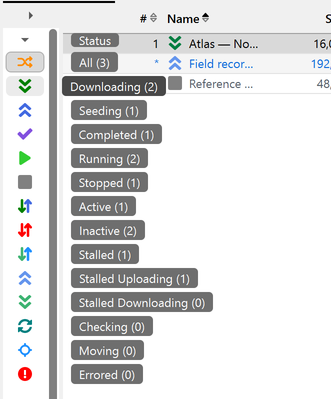 # Name S
Status 1 Atlas — No... 16,0
All (3) * Field recor... 192,
Downloading (2) Reference ... 48,
Seeding (1)
Completed (1)
Running (2)
Stopped (1)
Active (1)
Inactive (2)
Stalled (1)
Stalled Uploading (1)
Stalled Downloading (0)
Checking (0)
Moving (0)
Errored (0)